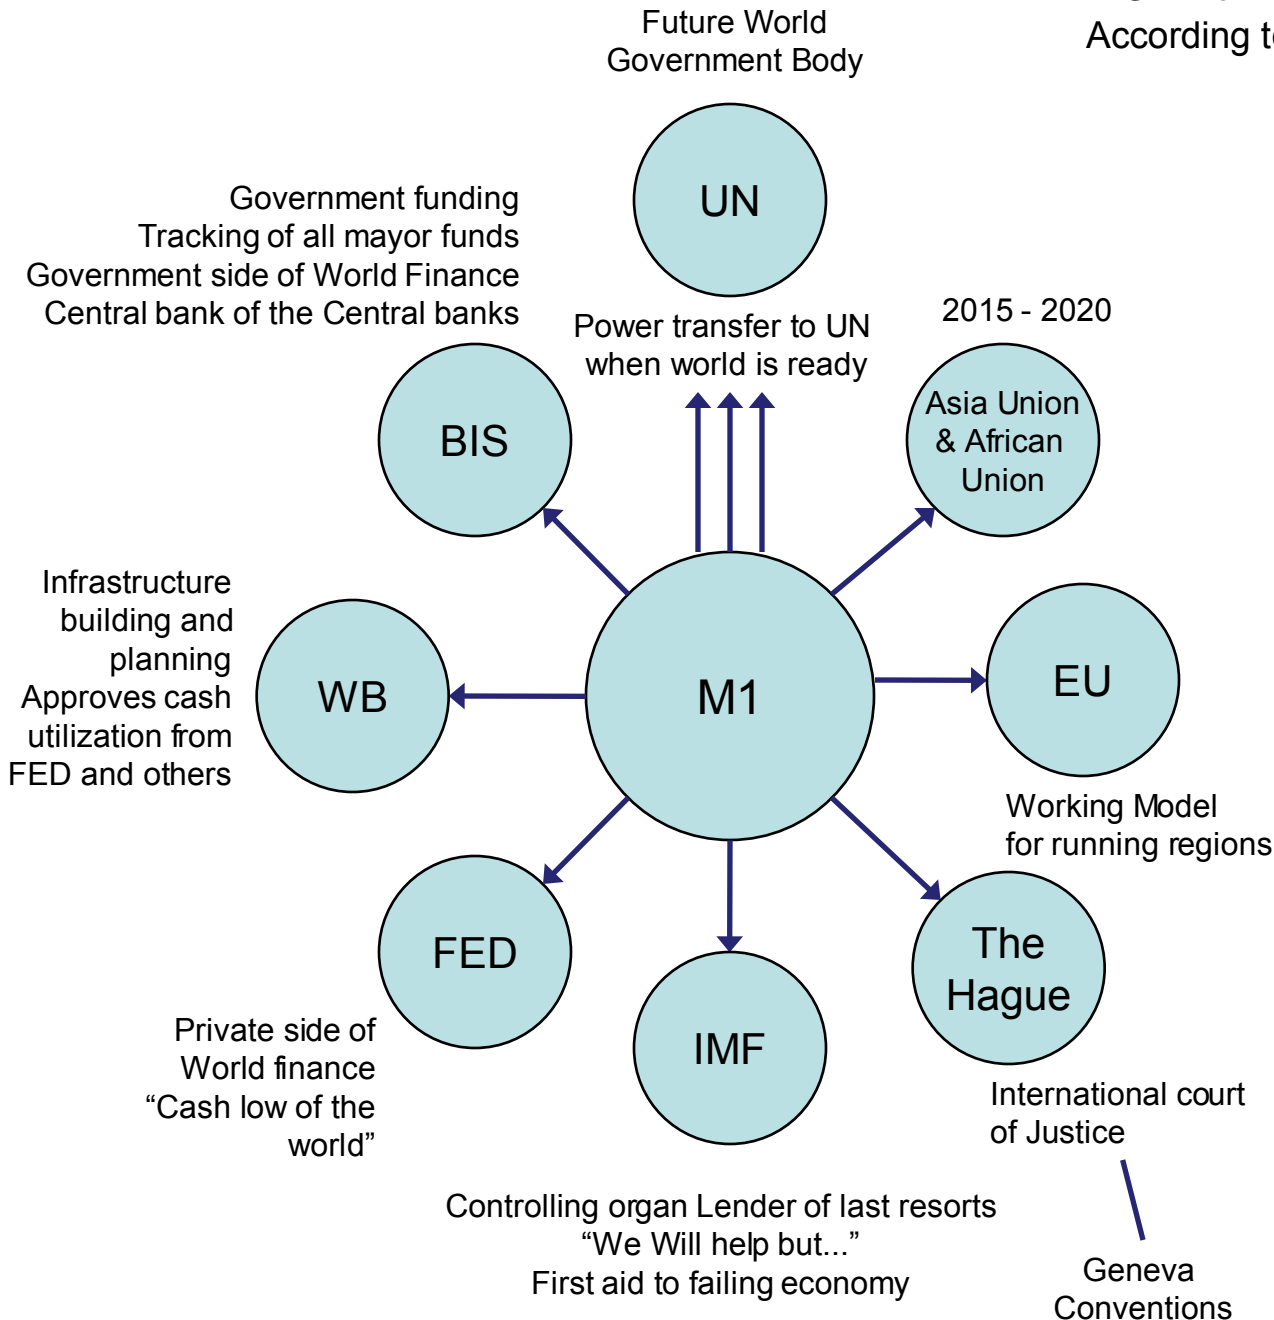 According to
Future World
Government Body
UN
Government funding
Tracking of all mayor funds
Government side of World Finance
Central bank of the Central banks
Power transfer to UN
when world is ready
2015 - 2020
BIS
Asia Union
& African
Union
Infrastructure
building and
planning
Approves cash
utilization from
FED and others
WB
M1
EU
Working Model
for running regions
FED
Private side of
World finance
“Cash low of the
world”
IMF
Controlling organ Lender of last resorts
“We Will help but...”
First aid to failing economy
The
Hague
International court
of Justice
Geneva
Conventions